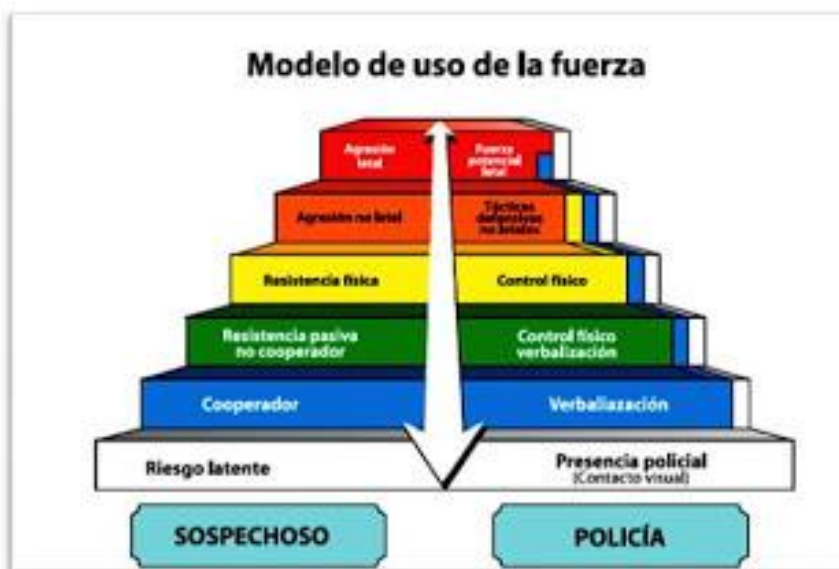 Modelo de uso de la fuerza
Agresión
letal
Fuerza
potencial
letal
Agresión no letal
Tácticas
defensivas
no letales
Resistencia física
Control físico
Resistencia pasiva
no cooperador
Control físico
verbalización
Cooperador
Verbaliazación
Riesgo latente
Presencia policial
(Contacto visual)
SOSPECHOSO
POLICÍA